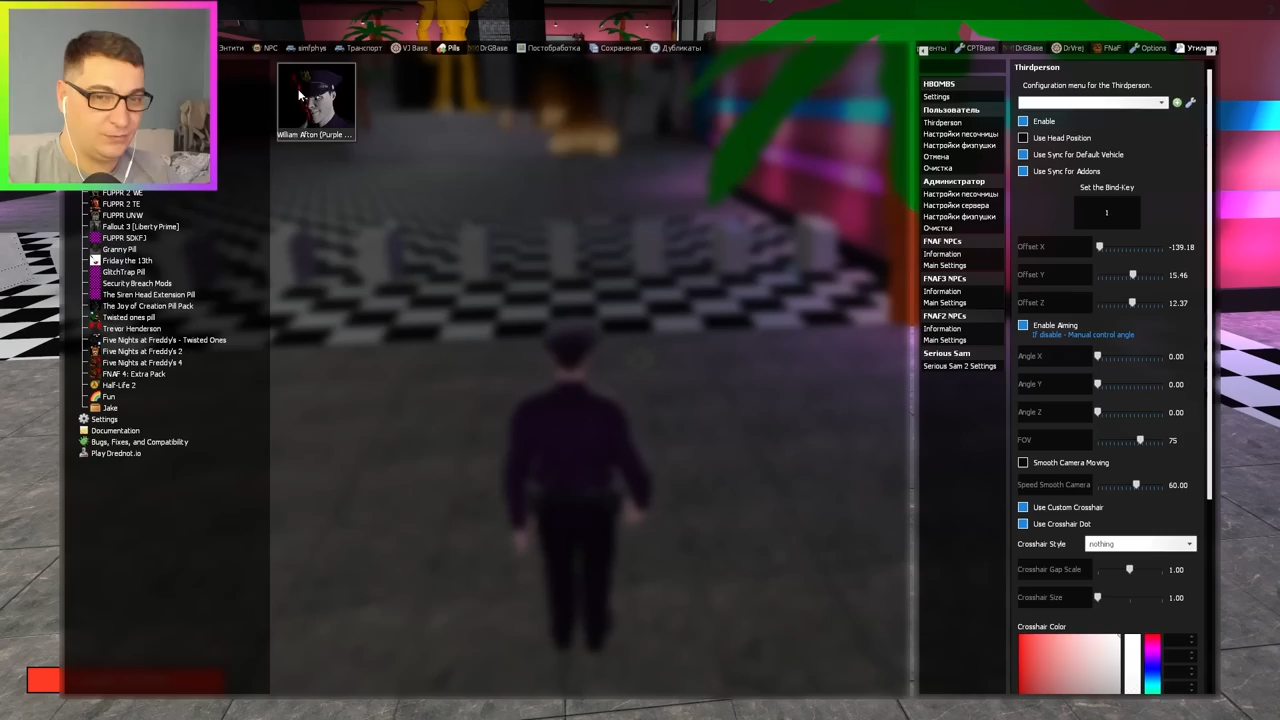 Энтити NPC simfphys Транспорт VJ Base Pills DrGBase Постобработка Сохранения Дубликаты
William Afton (Purple ...
FUPPR 2 WE
FUPPR 2 TE
FUPPR UNW
Fallout 3 [Liberty Prime]
FUPPR SDKFJ
Granny Pill
Friday the 13th
GlitchTrap Pill
Security Breach Mods
The Siren Head Extension Pill
The Joy of Creation Pill Pack
Twisted ones pill
Trevor Henderson
Five Nights at Freddy's - Twisted Ones
Five Nights at Freddy's 2
Five Nights at Freddy's 4
FNAF 4: Extra Pack
Half-Life 2
Fun
Jake
Settings
Documentation
Bugs, Fixes, and Compatibility
Play Drednot.io
енты CPTBase DrGBase DrVrej FNaF Options Утили
HBOMBS
Settings
Пользователь
Thirdperson
Настройки песочницы
Настройки физпушки
Отмена
Очистка
Администратор
Настройки песочницы
Настройки сервера
Настройки физпушки
Очистка
FNAF NPCs
Information
Main Settings
FNAF3 NPCs
Information
Main Settings
FNAF2 NPCs
Information
Main Settings
Serious Sam
Serious Sam 2 Settings
Thirdperson
Configuration menu for the Thirdperson.
Enable
Use Head Position
Use Sync for Default Vehicle
Use Sync for Addons
Set the Bind-Key
1
Offset X -139.18
Offset Y 15.46
Offset Z 12.37
Enable Aiming
If disable - Manual control angle
Angle X 0.00
Angle Y 0.00
Angle Z 0.00
FOV 75
Smooth Camera Moving
Speed Smooth Camera 60.00
Use Custom Crosshair
Use Crosshair Dot
Crosshair Style nothing
Crosshair Gap Scale 1.00
Crosshair Size 1.00
Crosshair Color